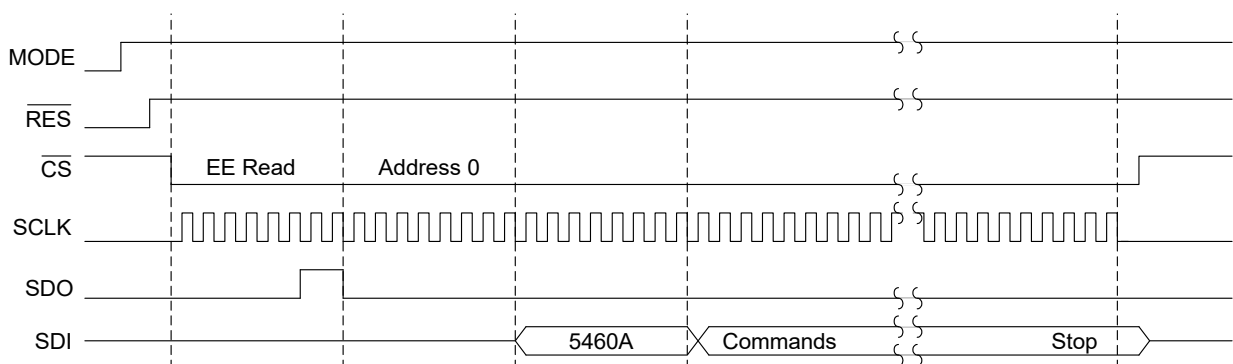 MODE
RES
CS EE Read Address 0
SCLK
SDO
SDI 5460A Commands Stop